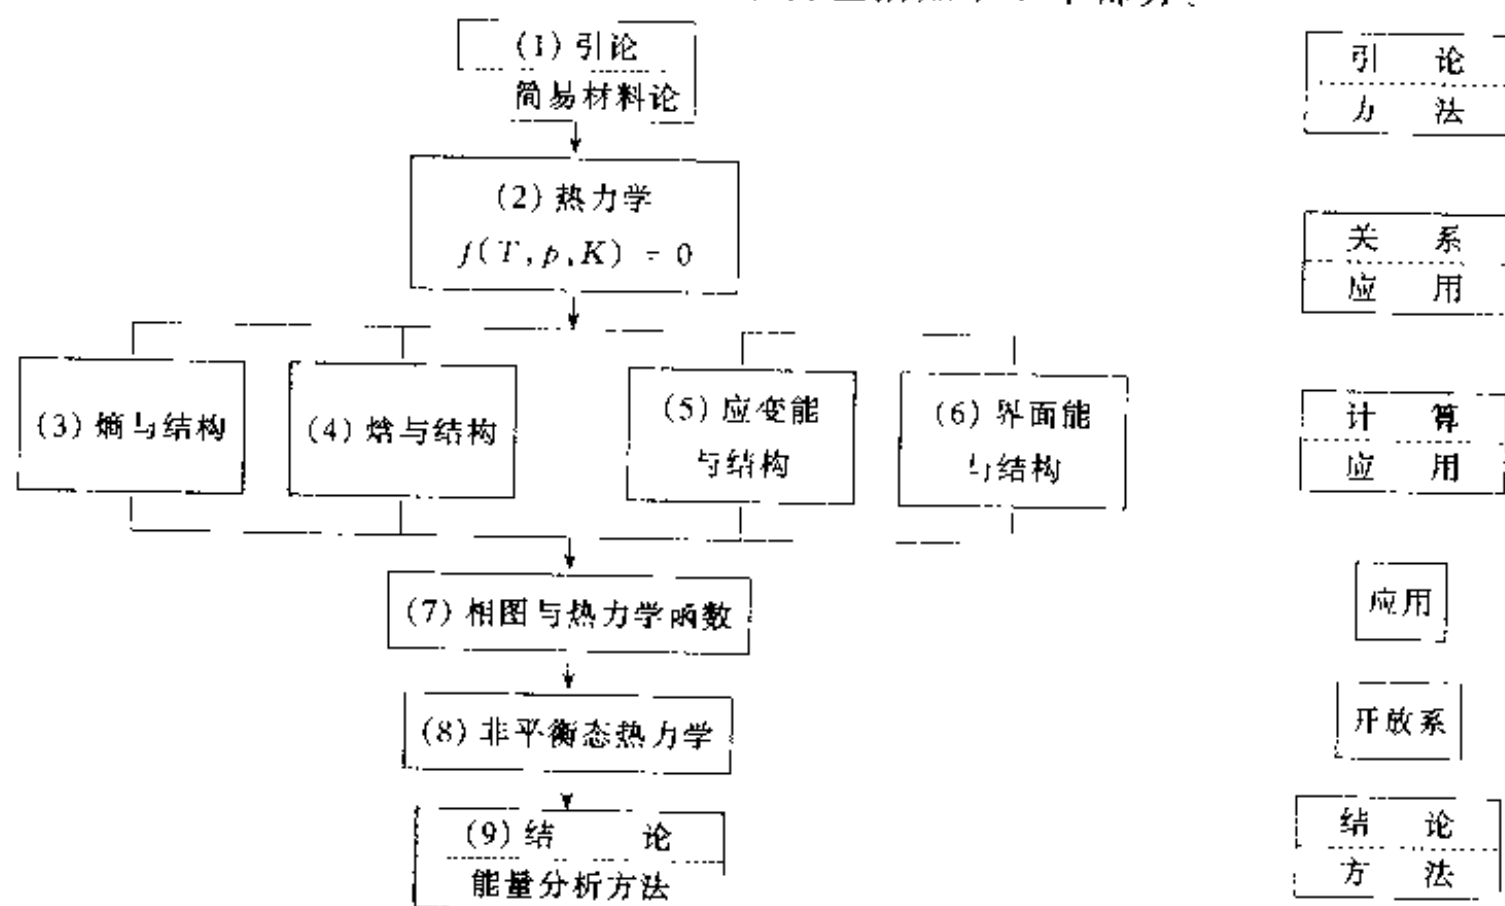 (1) 引论
简易材料论
(2) 热力学
f(T,p,K) = 0
(3) 熵与结构
(4) 焓与结构
(5) 应变能
与结构
(6) 界面能
与结构
(7) 相图与热力学函数
(8) 非平衡态热力学
(9) 结 论
能量分析方法
引 论
方 法
关 系
应 用
计 算
应 用
应用
开放系
结 论
方 法